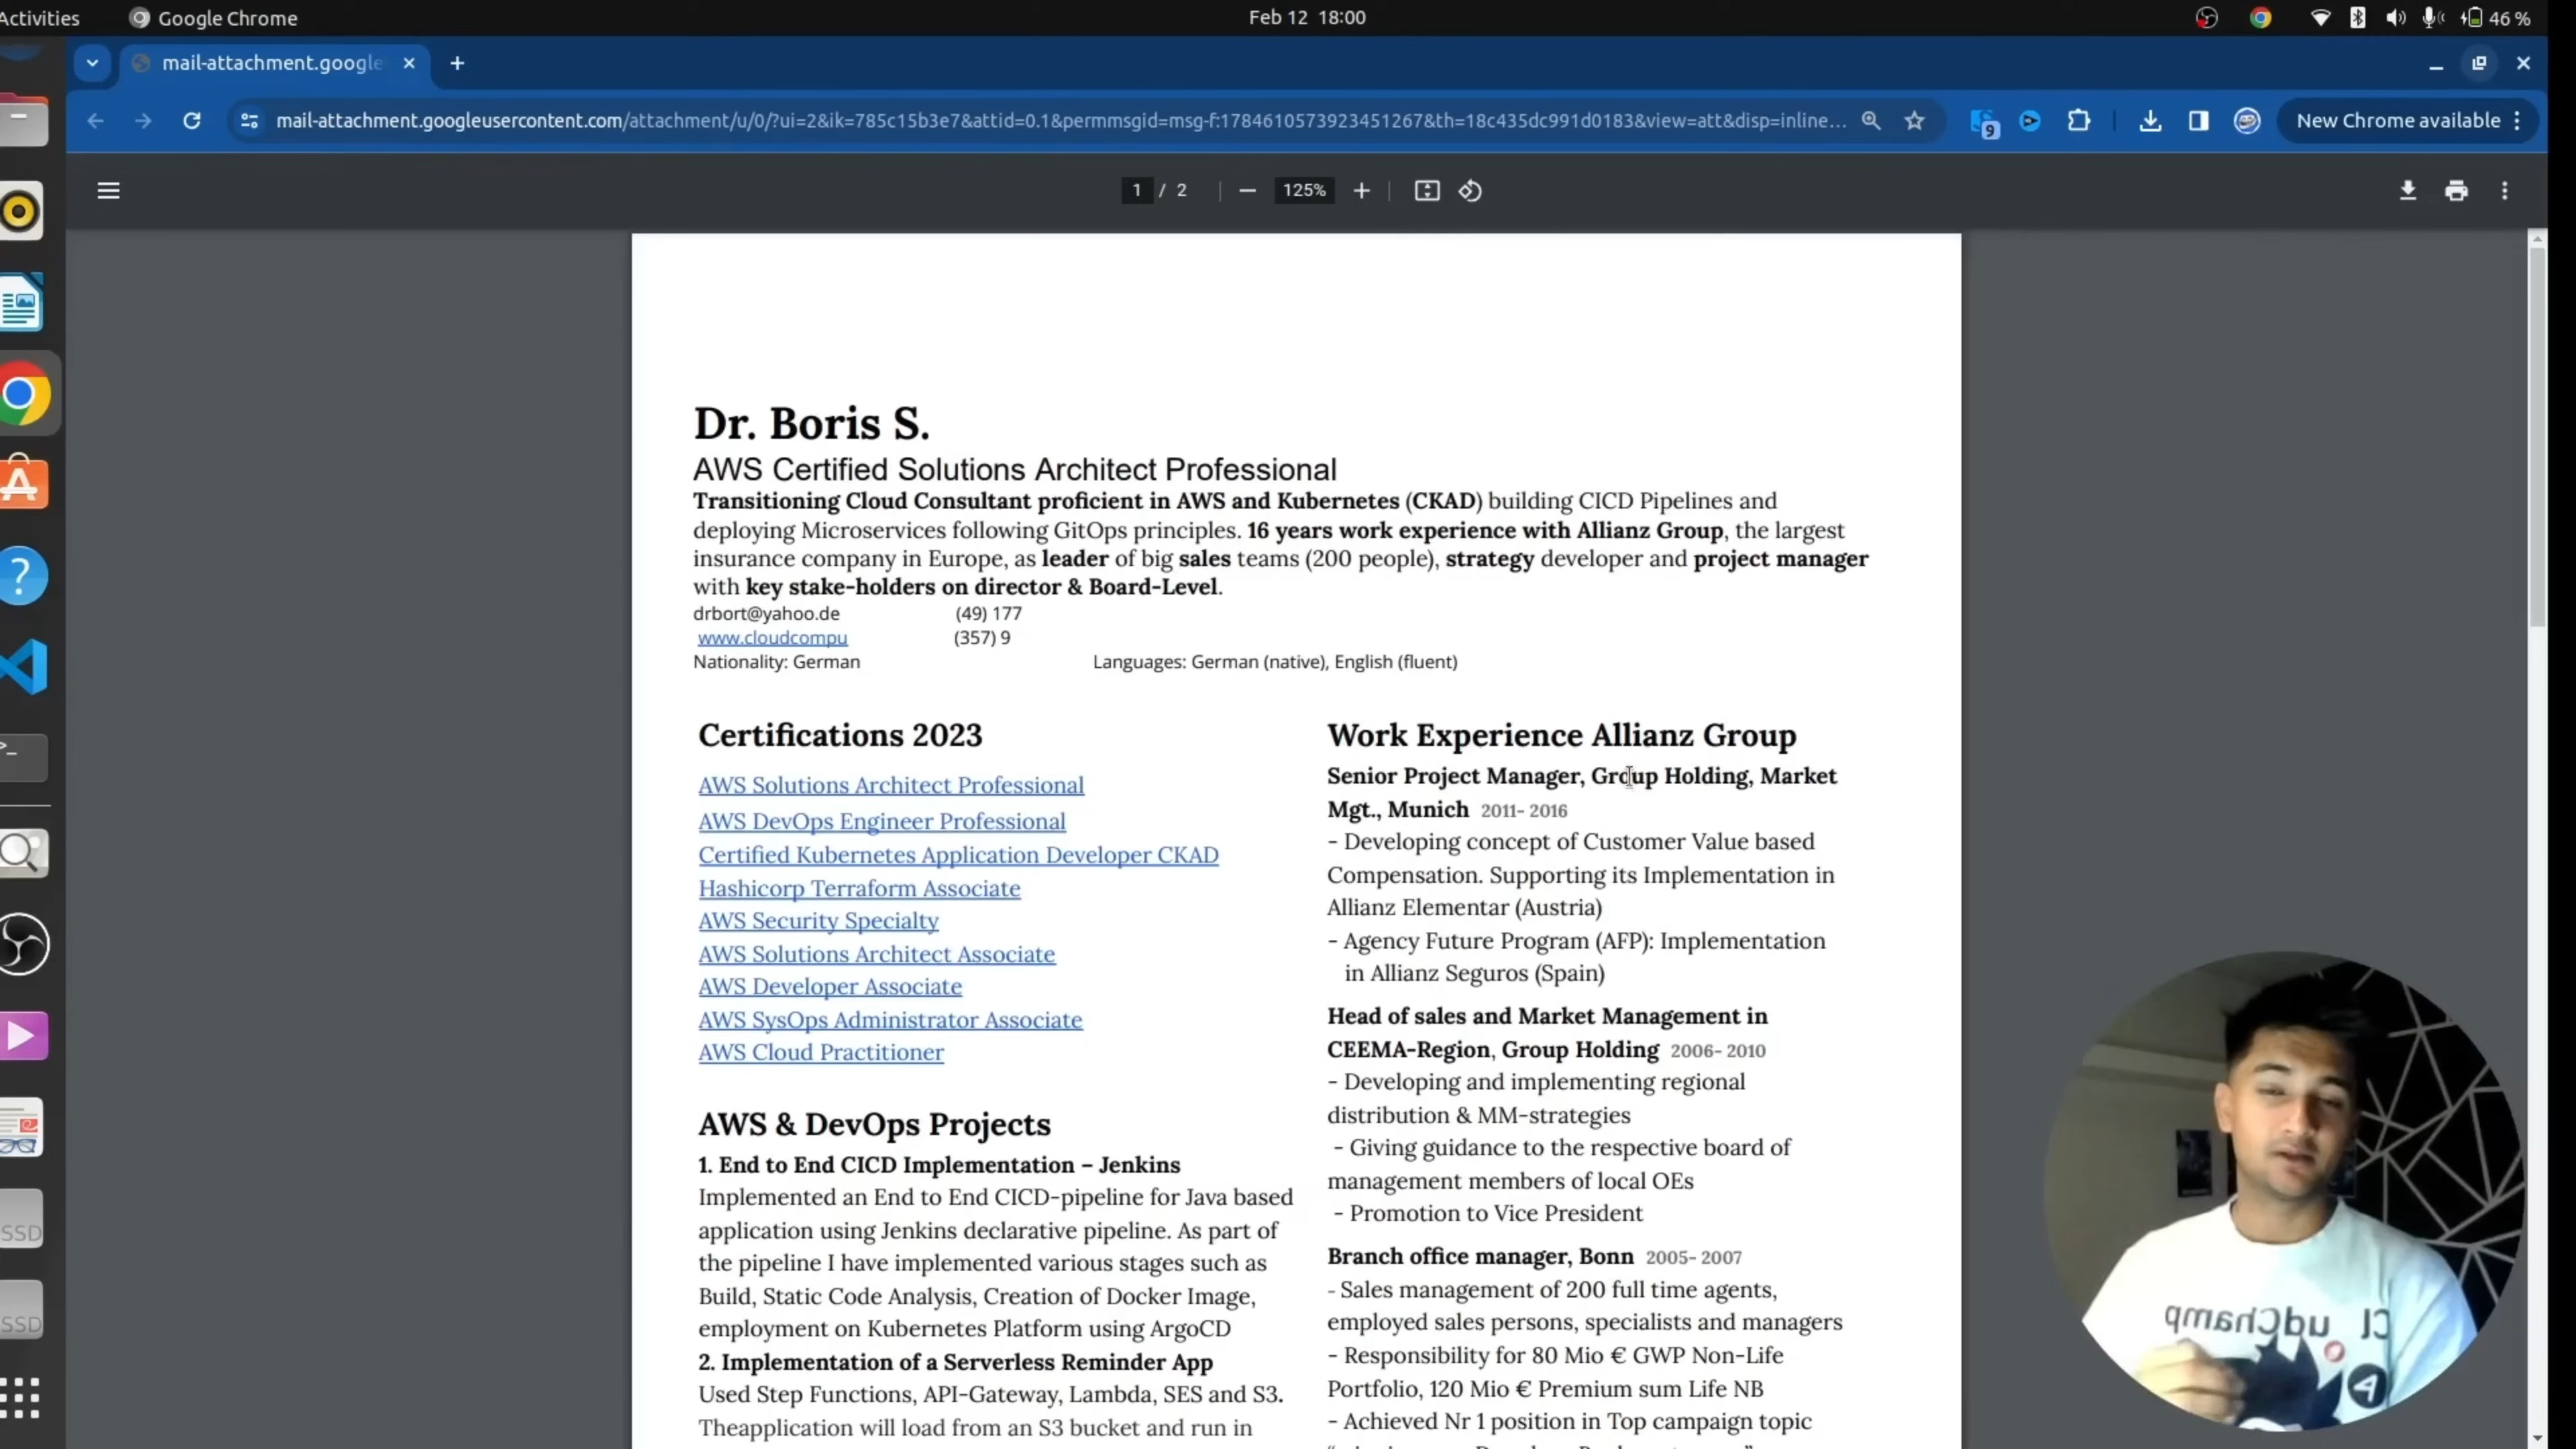 Activities
Google Chrome
Feb 12 18:00
46 %
mail-attachment.google
mail-attachment.googleusercontent.com/attachment/u/0/?ui=2&ik=785c15b3e7&attid=0.1&permmsgid=msg-f:1784610573923451267&th=18c435dc991d0183&view=att&disp=inline...
9
New Chrome available
1 / 2
125%
Dr. Boris S.
AWS Certified Solutions Architect Professional
Transitioning Cloud Consultant proficient in AWS and Kubernetes (CKAD) building CICD Pipelines and
deploying Microservices following GitOps principles. 16 years work experience with Allianz Group, the largest
insurance company in Europe, as leader of big sales teams (200 people), strategy developer and project manager
with key stake-holders on director & Board-Level.
drbort@yahoo.de (49) 177
www.cloudcompu (357) 9
Nationality: German Languages: German (native), English (fluent)
Certifications 2023
AWS Solutions Architect Professional
AWS DevOps Engineer Professional
Certified Kubernetes Application Developer CKAD
Hashicorp Terraform Associate
AWS Security Specialty
AWS Solutions Architect Associate
AWS Developer Associate
AWS SysOps Administrator Associate
AWS Cloud Practitioner
AWS & DevOps Projects
1. End to End CICD Implementation – Jenkins
Implemented an End to End CICD-pipeline for Java based
application using Jenkins declarative pipeline. As part of
the pipeline I have implemented various stages such as
Build, Static Code Analysis, Creation of Docker Image,
employment on Kubernetes Platform using ArgoCD
2. Implementation of a Serverless Reminder App
Used Step Functions, API-Gateway, Lambda, SES and S3.
Theapplication will load from an S3 bucket and run in
Work Experience Allianz Group
Senior Project Manager, Group Holding, Market
Mgt., Munich 2011- 2016
- Developing concept of Customer Value based
Compensation. Supporting its Implementation in
Allianz Elementar (Austria)
- Agency Future Program (AFP): Implementation
in Allianz Seguros (Spain)
Head of sales and Market Management in
CEEMA-Region, Group Holding 2006- 2010
- Developing and implementing regional
distribution & MM-strategies
- Giving guidance to the respective board of
management members of local OEs
- Promotion to Vice President
Branch office manager, Bonn 2005- 2007
- Sales management of 200 full time agents,
employed sales persons, specialists and managers
- Responsibility for 80 Mio € GWP Non-Life
Portfolio, 120 Mio € Premium sum Life NB
- Achieved Nr 1 position in Top campaign topic
SSD
SSD